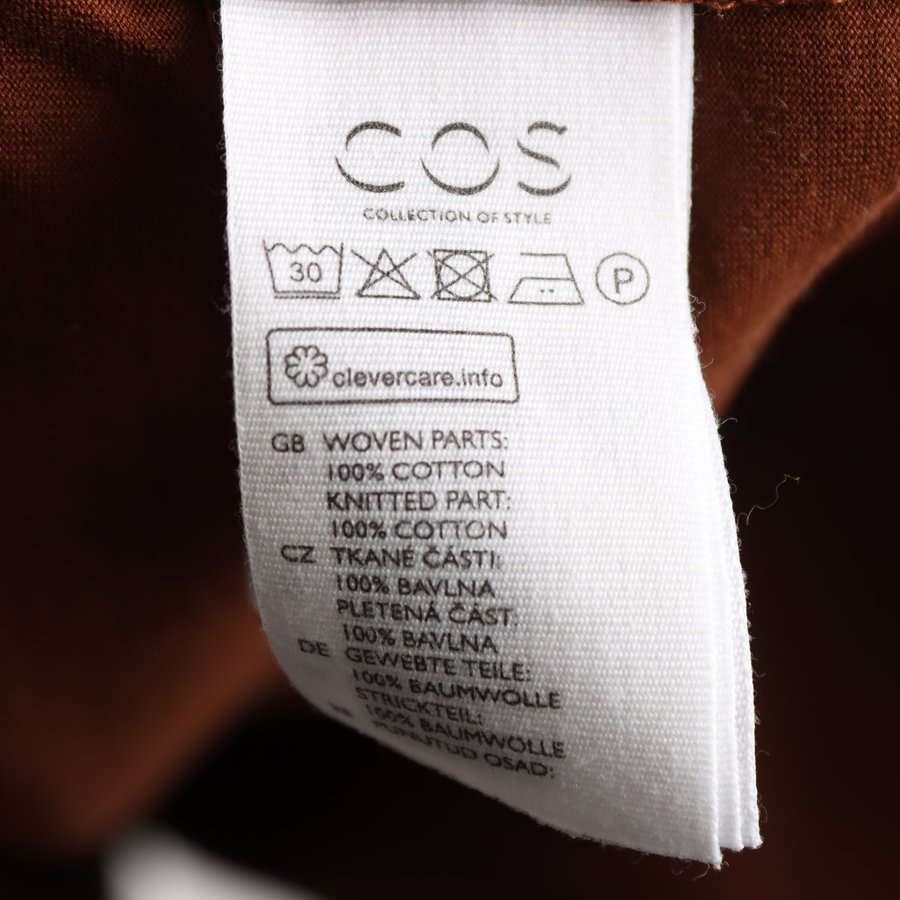 COS
COLLECTION OF STYLE
30 P
clevercare.info
GB WOVEN PARTS:
100% COTTON
KNITTED PART:
100% COTTON
CZ TKANÉ ČÁSTI:
100% BAVLNA
PLETENÁ ČÁST:
100% BAVLNA
DE GEWEBTE TEILE:
100% BAUMWOLLE
STRICKTEIL:
100% BAUMWOLLE
OSAD: